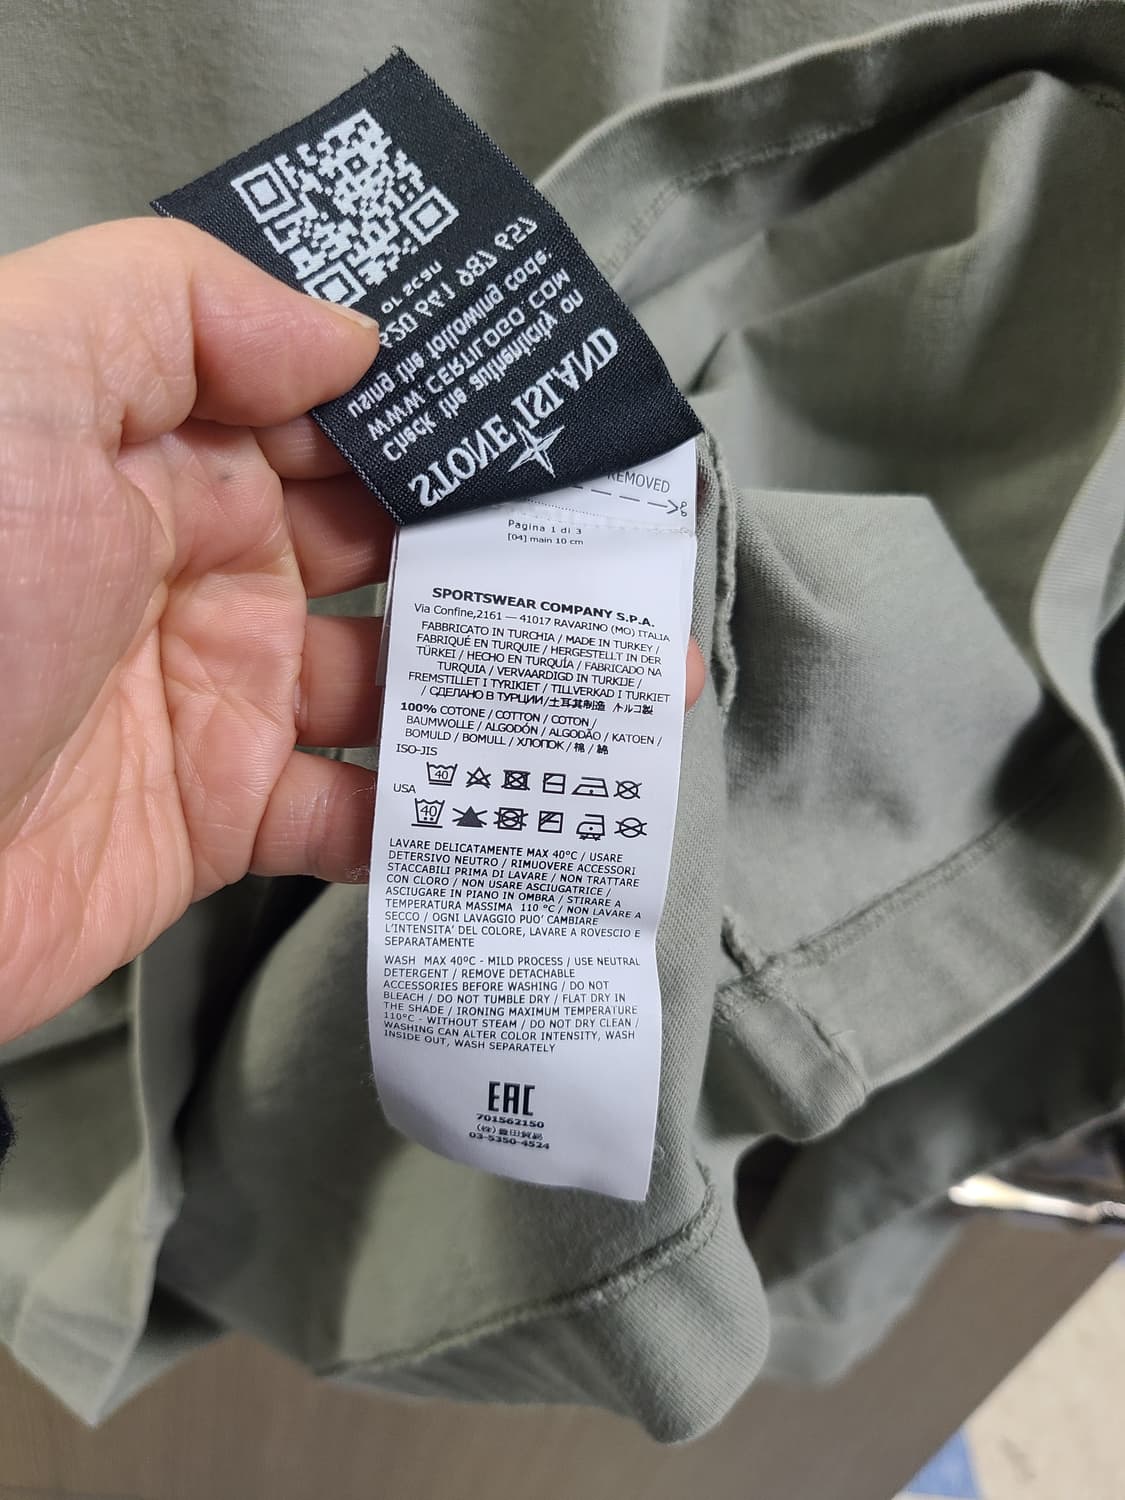 STONE ISLAND
Check the authenticity on
WWW.CERTILOGO.COM
using the following code:
or scan
REMOVED
Pagina 1 di 3
[04] main 10 cm
SPORTSWEAR COMPANY S.P.A.
Via Confine,2161 — 41017 RAVARINO (MO) ITALIA
FABBRICATO IN TURCHIA / MADE IN TURKEY /
FABRIQUÉ EN TURQUIE / HERGESTELLT IN DER
TÜRKEI / HECHO EN TURQUÍA / FABRICADO NA
TURQUIA / VERVAARDIGD IN TURKIJE /
FREMSTILLET I TYRKIET / TILLVERKAD I TURKIET
/ СДЕЛАНО В ТУРЦИИ/土耳其制造 トルコ製
100% COTONE / COTTON / COTON /
BAUMWOLLE / ALGODÓN / ALGODÃO / KATOEN /
BOMULD / BOMULL / ХЛОПОК / 棉 / 綿
ISO-JIS
40
USA
40
LAVARE DELICATAMENTE MAX 40°C / USARE
DETERSIVO NEUTRO / RIMUOVERE ACCESSORI
STACCABILI PRIMA DI LAVARE / NON TRATTARE
CON CLORO / NON USARE ASCIUGATRICE /
ASCIUGARE IN PIANO IN OMBRA / STIRARE A
TEMPERATURA MASSIMA 110 °C / NON LAVARE A
SECCO / OGNI LAVAGGIO PUO' CAMBIARE
L'INTENSITA' DEL COLORE, LAVARE A ROVESCIO E
SEPARATAMENTE
WASH MAX 40°C - MILD PROCESS / USE NEUTRAL
DETERGENT / REMOVE DETACHABLE
ACCESSORIES BEFORE WASHING / DO NOT
BLEACH / DO NOT TUMBLE DRY / FLAT DRY IN
THE SHADE / IRONING MAXIMUM TEMPERATURE
110°C - WITHOUT STEAM / DO NOT DRY CLEAN /
WASHING CAN ALTER COLOR INTENSITY, WASH
INSIDE OUT, WASH SEPARATELY
EAC
701562150
(株)豊田貿易
03-5350-4524